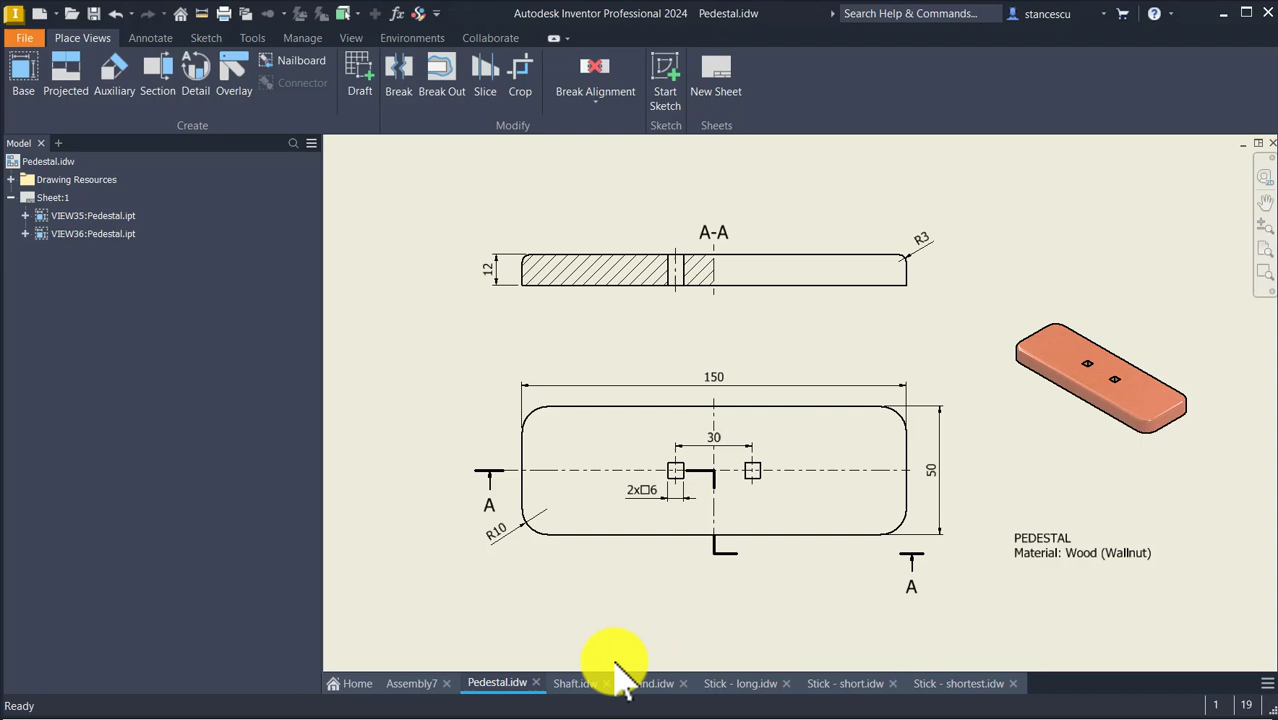 Autodesk Inventor Professional 2024 Pedestal.idw
Search Help & Commands...
stancescu
File Place Views Annotate Sketch Tools Manage View Environments Collaborate
Base Projected Auxiliary Section Detail Overlay
Nailboard
Connector
Draft
Break Break Out Slice Crop
Break Alignment
Start
Sketch
New Sheet
Create
Modify
Sketch
Sheets
Model
Pedestal.idw
Drawing Resources
Sheet:1
VIEW35:Pedestal.ipt
VIEW36:Pedestal.ipt
A-A
R3
12
150
30
50
2x□6
A
R10
A
PEDESTAL
Material: Wood (Wallnut)
Home Assembly7 Pedestal.idw Shaft.idw Stick - long.idw Stick - short.idw Stick - shortest.idw
Ready
1 19